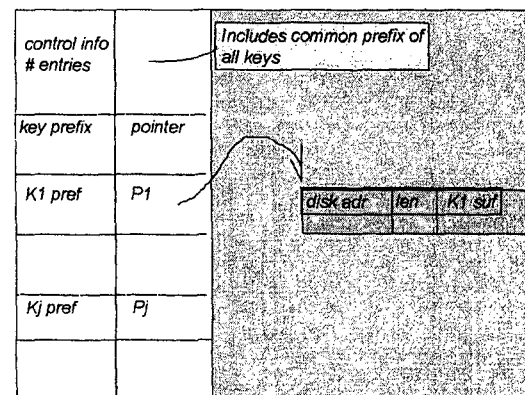 control info
# entries
Includes common prefix of
all keys
key prefix
pointer
K1 pref
P1
disk adr
len
K1 suf
Kj pref
Pj